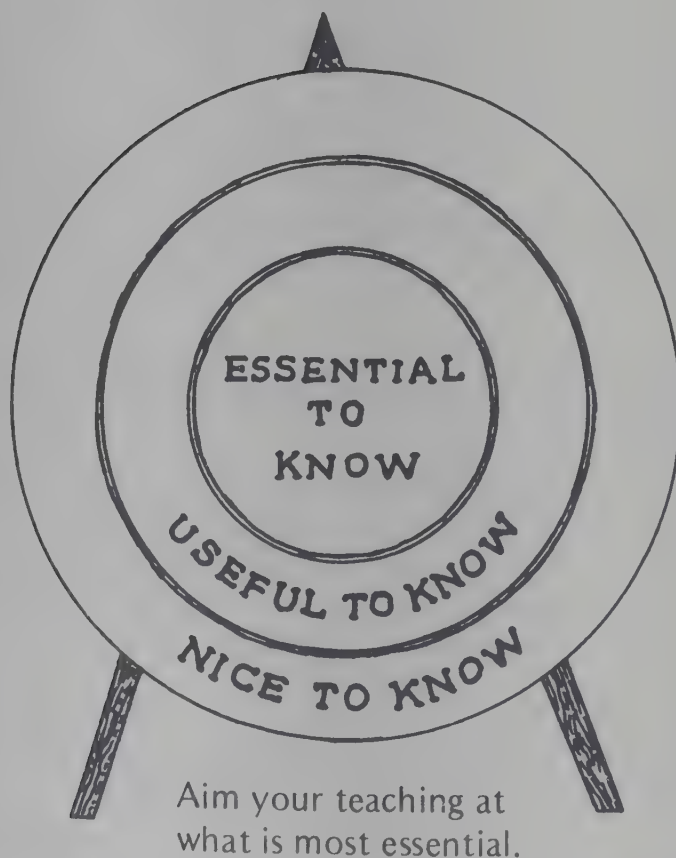 ESSENTIAL
TO
KNOW
USEFUL TO KNOW
NICE TO KNOW
Aim your teaching at
what is most essential.